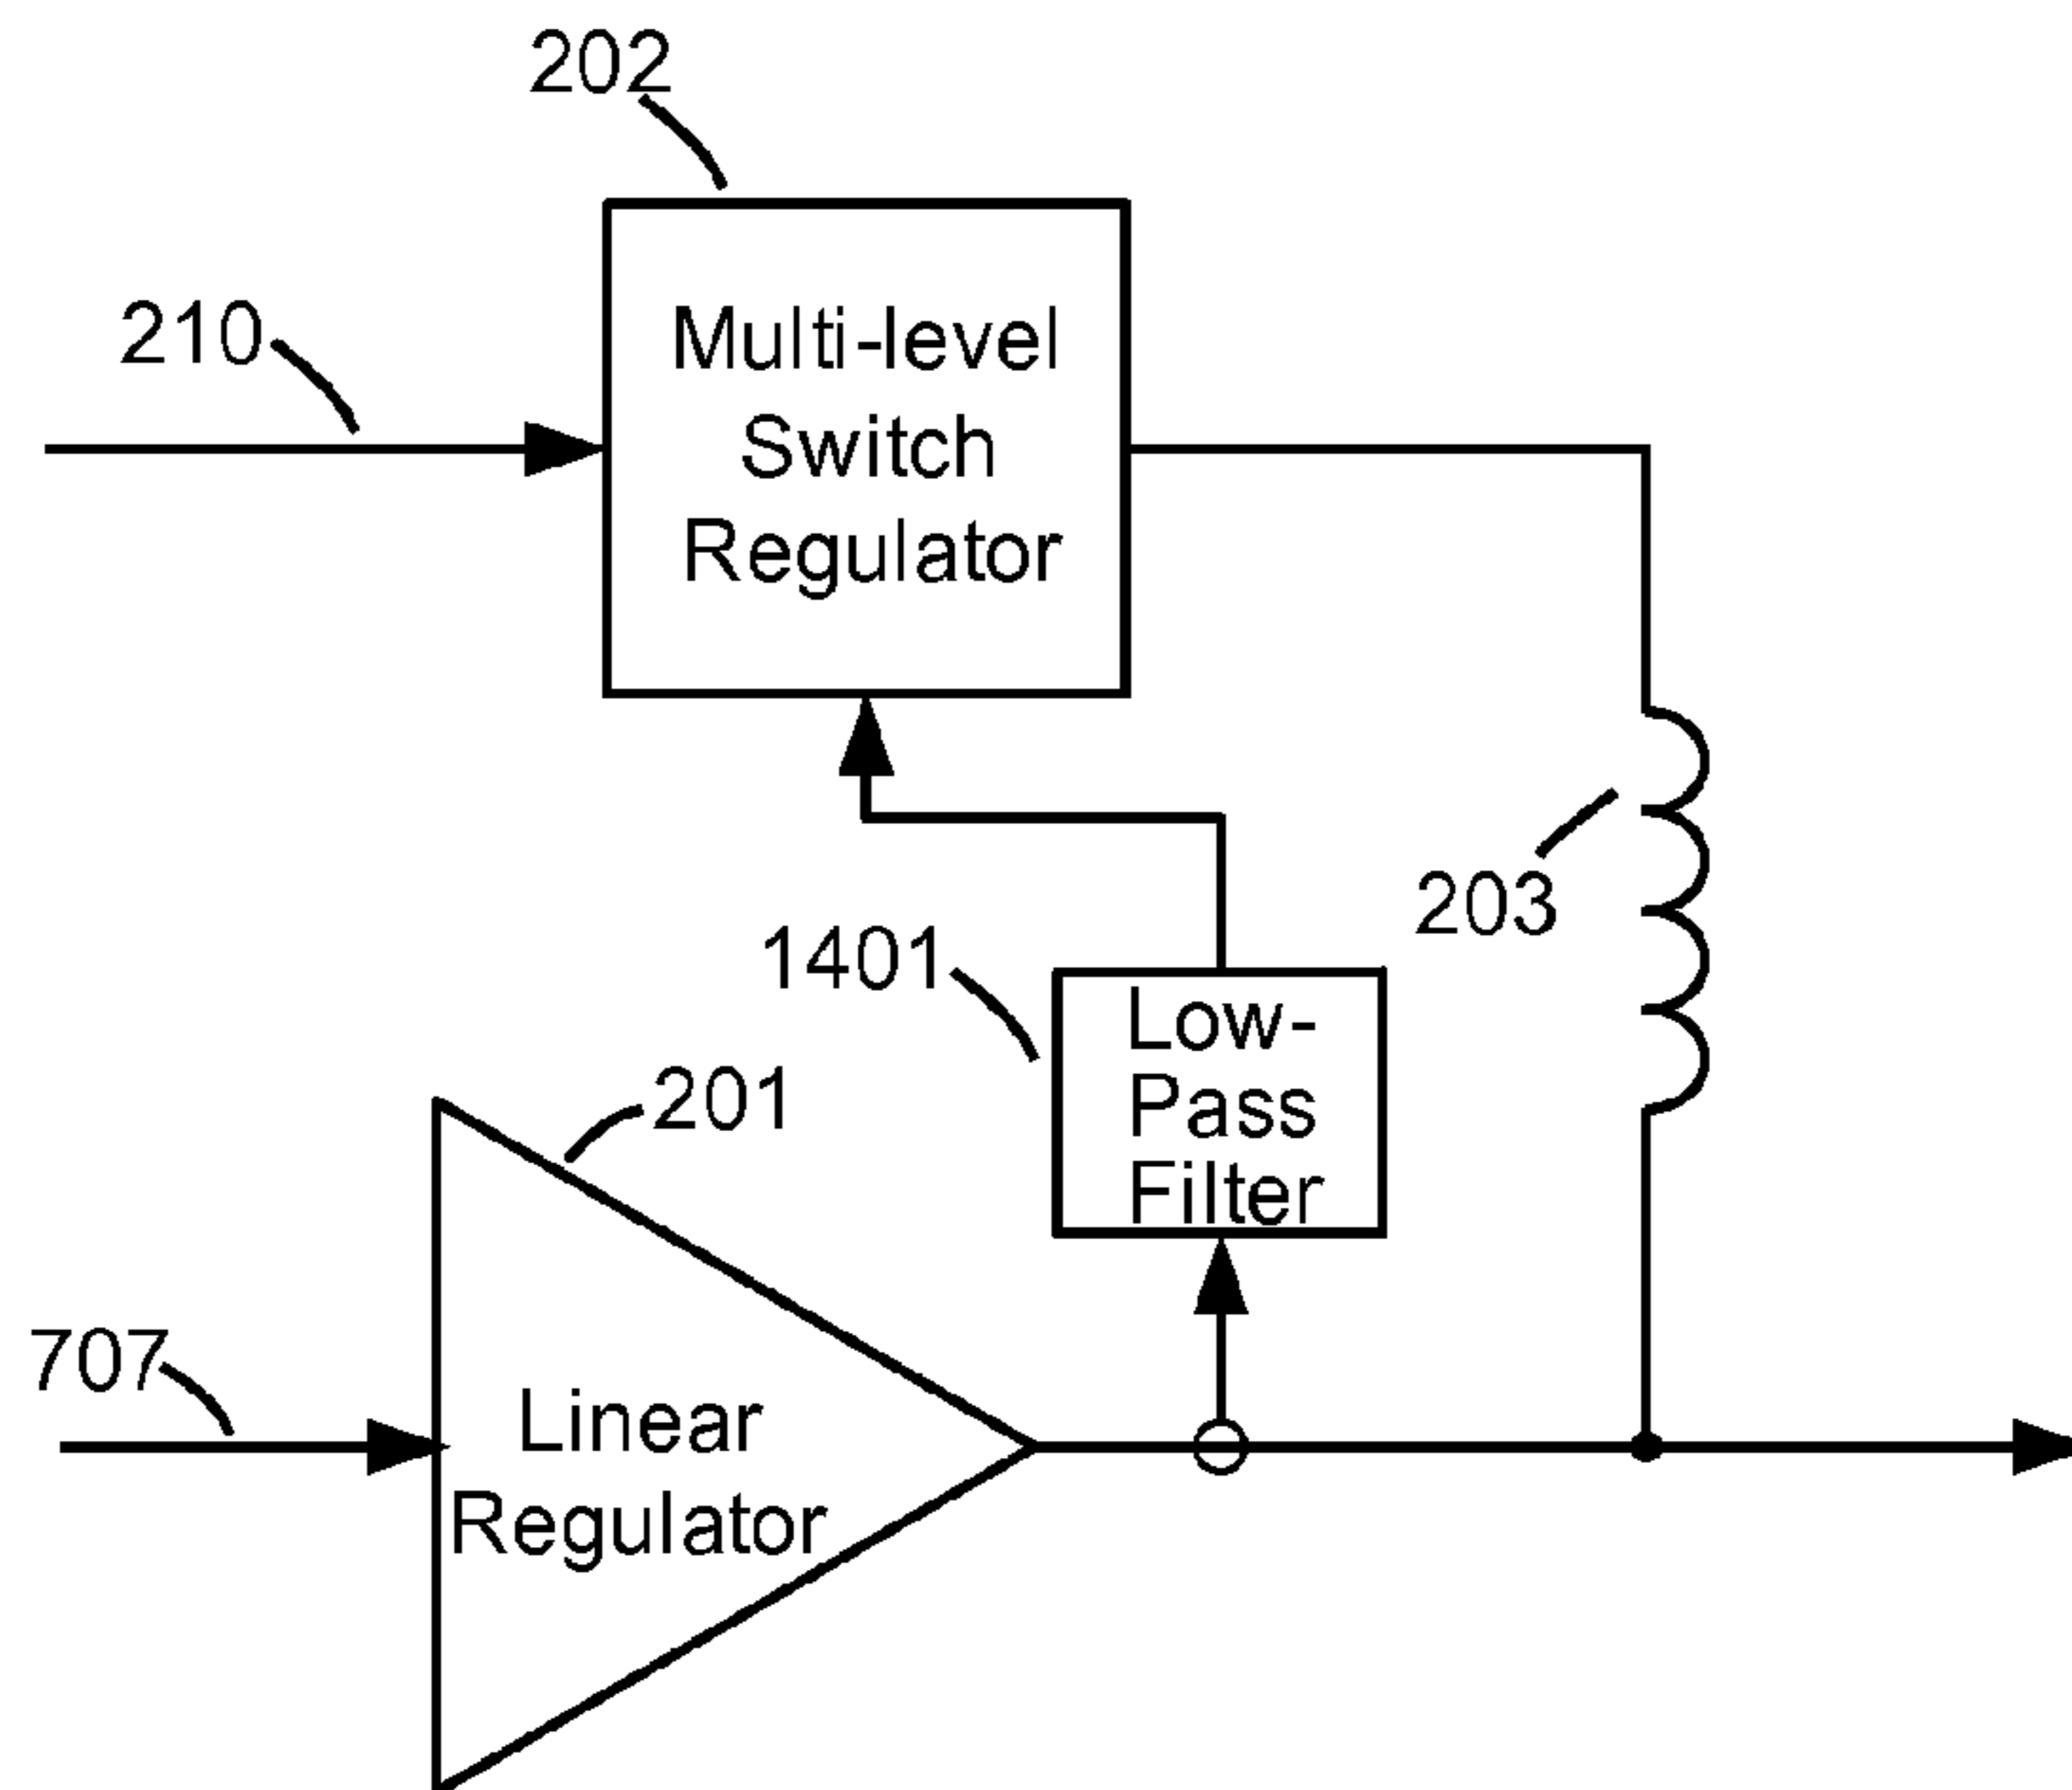 202
210
Multi-level
Switch
Regulator
203
1401
Low-
Pass
Filter
201
707
Linear
Regulator